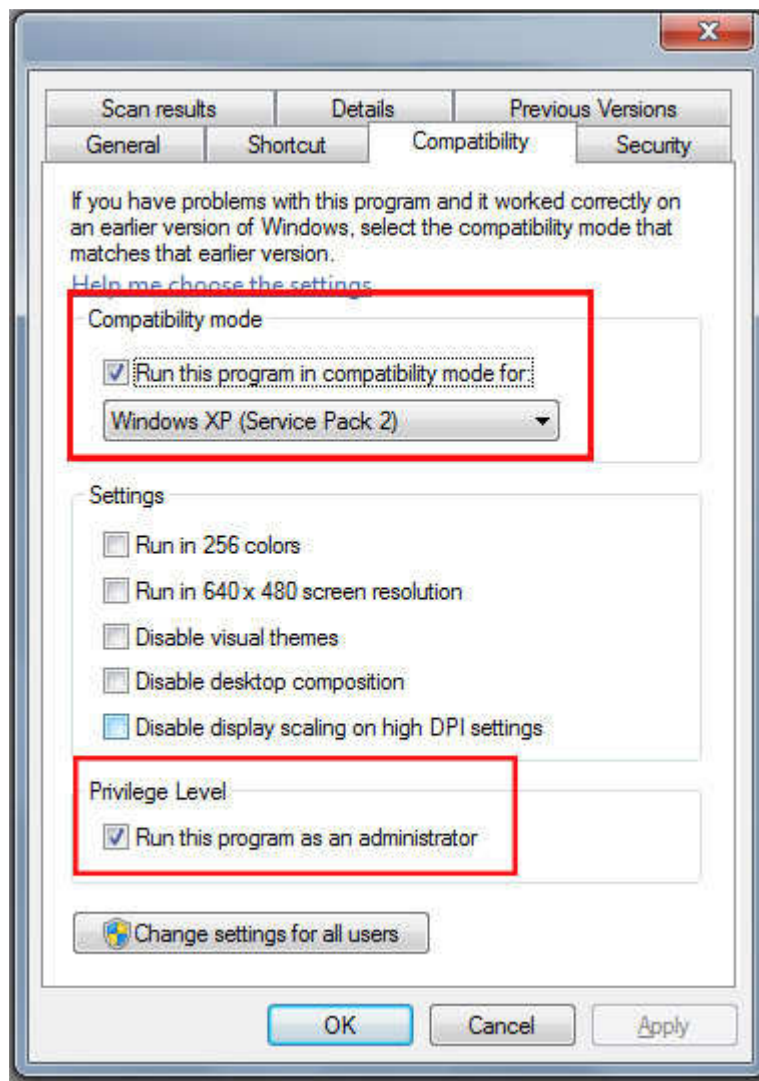 Scan results Details Previous Versions
General Shortcut Compatibility Security
If you have problems with this program and it worked correctly on
an earlier version of Windows, select the compatibility mode that
matches that earlier version.
Help me choose the settings
Compatibility mode
Run this program in compatibility mode for:
Windows XP (Service Pack 2)
Settings
Run in 256 colors
Run in 640 x 480 screen resolution
Disable visual themes
Disable desktop composition
Disable display scaling on high DPI settings
Privilege Level
Run this program as an administrator
Change settings for all users
OK Cancel Apply